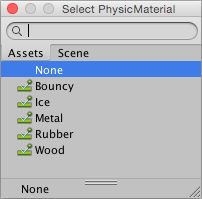 Select PhysicMaterial
Assets Scene
None
Bouncy
Ice
Metal
Rubber
Wood
None